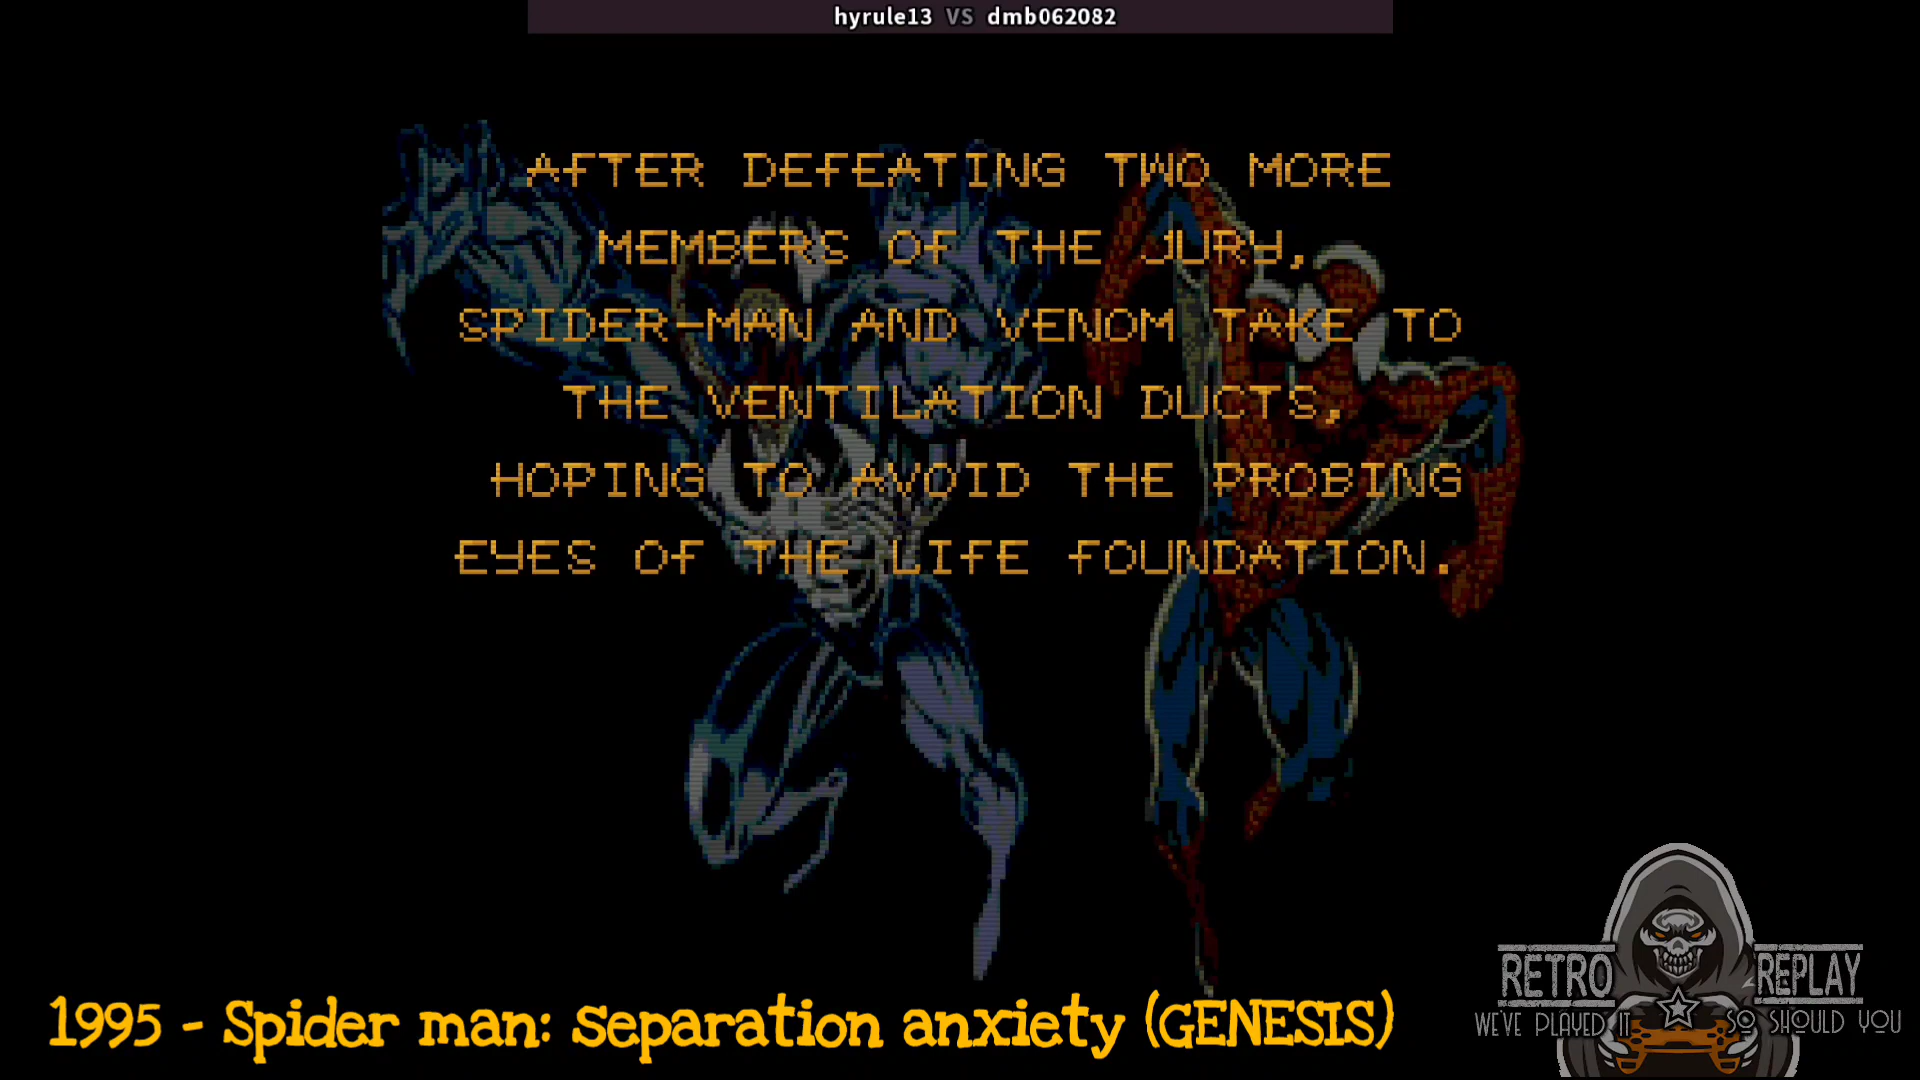 hyrule13 VS dmb062082
AFTER DEFEATING TWO MORE
MEMBERS OF THE JURY,
SPIDER-MAN AND VENOM TAKE TO
THE VENTILATION DUCTS,
HOPING TO AVOID THE PROBING
EYES OF THE LIFE FOUNDATION.
1995 - Spider man: separation anxiety (GENESIS)
RETRO REPLAY
WE'VE PLAYED IT SO SHOULD YOU